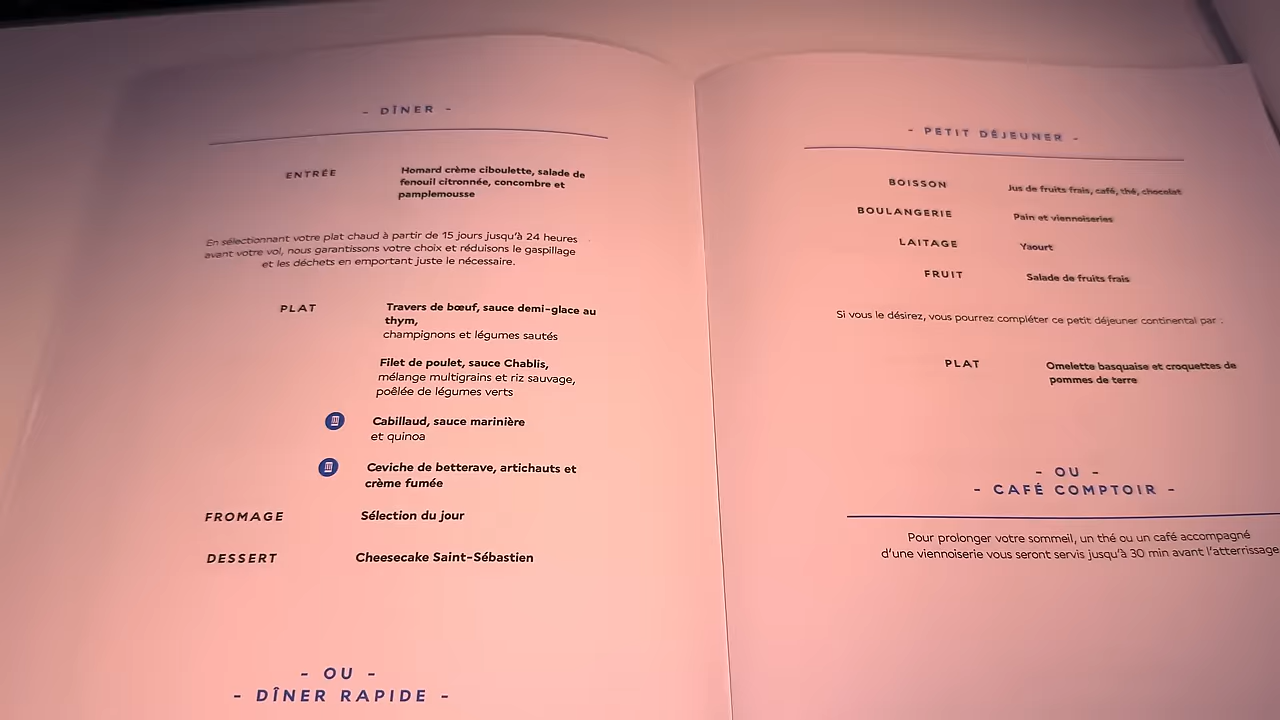 - DÎNER -
ENTRÉE
Homard crème ciboulette, salade de
fenouil citronnée, concombre et
pamplemousse
En sélectionnant votre plat chaud à partir de 15 jours jusqu'à 24 heures
avant votre vol, nous garantissons votre choix et réduisons le gaspillage
et les déchets en emportant juste le nécessaire.
PLAT
Travers de bœuf, sauce demi-glace au
thym,
champignons et légumes sautés
Filet de poulet, sauce Chablis,
mélange multigrains et riz sauvage,
poêlée de légumes verts
Cabillaud, sauce marinière
et quinoa
Ceviche de betterave, artichauts et
crème fumée
FROMAGE
Sélection du jour
DESSERT
Cheesecake Saint-Sébastien
- OU -
- DÎNER RAPIDE -
- PETIT DÉJEUNER -
BOISSON
Jus de fruits frais, café, thé, chocolat
BOULANGERIE
Pain et viennoiseries
LAITAGE
Yaourt
FRUIT
Salade de fruits frais
Si vous le désirez, vous pourrez compléter ce petit déjeuner continental par :
PLAT
Omelette basquaise et croquettes de
pommes de terre
- OU -
- CAFÉ COMPTOIR -
Pour prolonger votre sommeil, un thé ou un café accompagné
d'une viennoiserie vous seront servis jusqu'à 30 min avant l'atterrissage